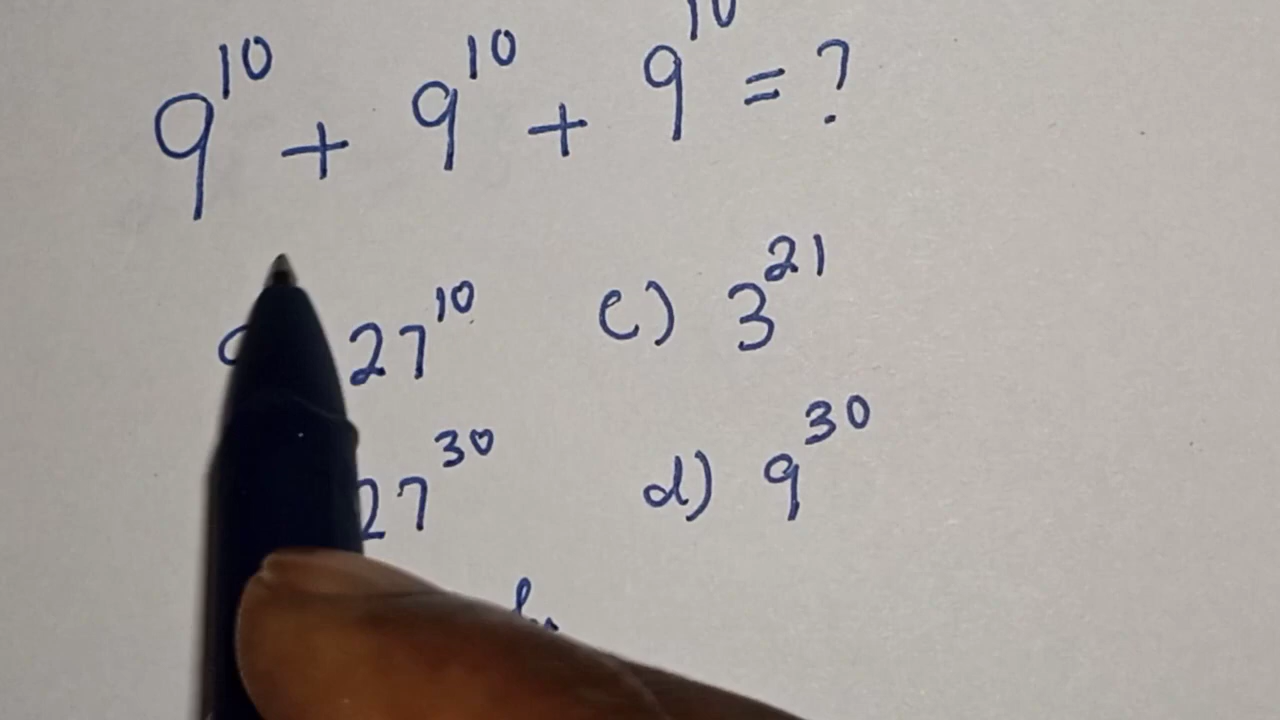 9^10 + 9^10 + 9^10 = ?
27^10 c) 3^21
27^30 d) 9^30